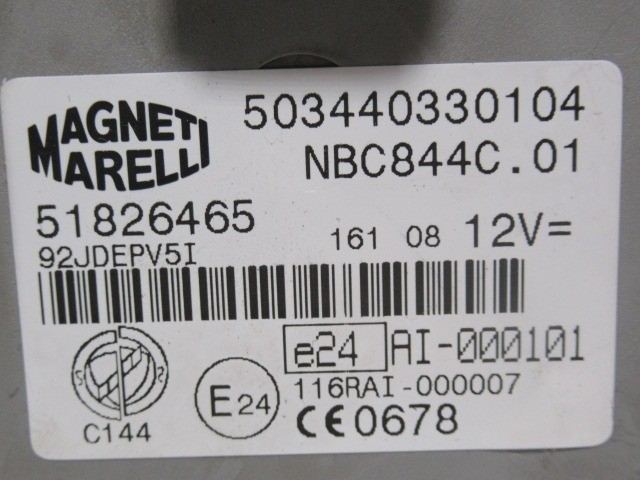 MAGNETI
MARELLI
503440330104
NBC844C.01
51826465
161 08 12V=
92JDEPV5I
e24 AI-000101
116RAI-000007
E24
C144
CE0678